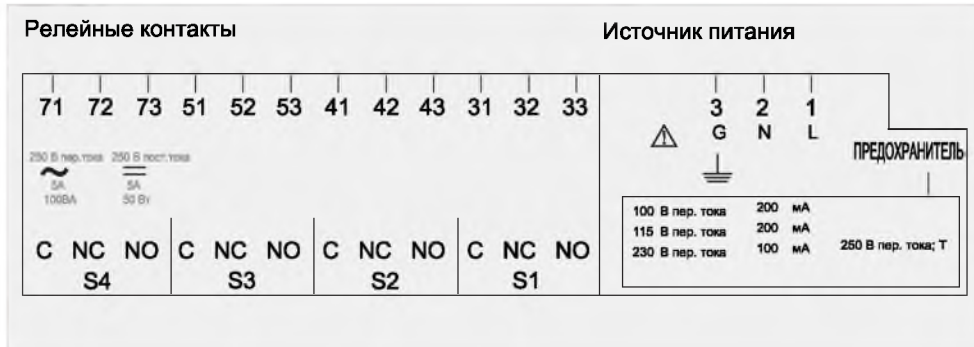 Релейные контакты Источник питания
71 72 73 51 52 53 41 42 43 31 32 33 3 2 1
G N L
ПРЕДОХРАНИТЕЛЬ
250 В пер.тока 250 В пост.тока
5А 5А
100ВА 50 Вт
100 В пер. тока 200 мА
115 В пер. тока 200 мА
230 В пер. тока 100 мА
250 В пер. тока; Т
C NC NO C NC NO C NC NO C NC NO
S4 S3 S2 S1